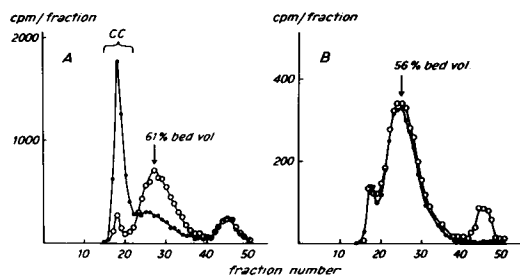 cpm/fraction
CC
2000
A
61% bed vol
1000
10 20 30 40 50
cpm/fraction
B
56% bed vol.
400
200
10 20 30 40 50
fraction number